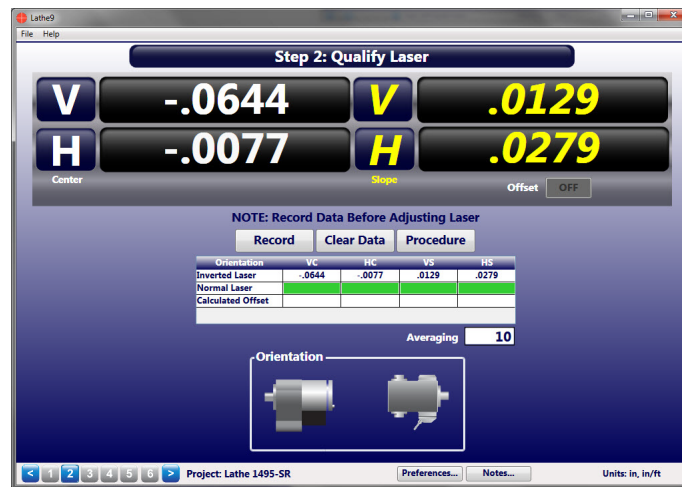 Lathe9
File Help
Step 2: Qualify Laser
V -.0644 V .0129
H -.0077 H .0279
Center Slope Offset OFF
NOTE: Record Data Before Adjusting Laser
Record Clear Data Procedure
Orientation VC HC VS HS
Inverted Laser -.0644 -.0077 .0129 .0279
Normal Laser
Calculated Offset
Averaging 10
Orientation
< 1 2 3 4 5 6 > Project: Lathe 1495-SR Preferences... Notes... Units: in, in/ft